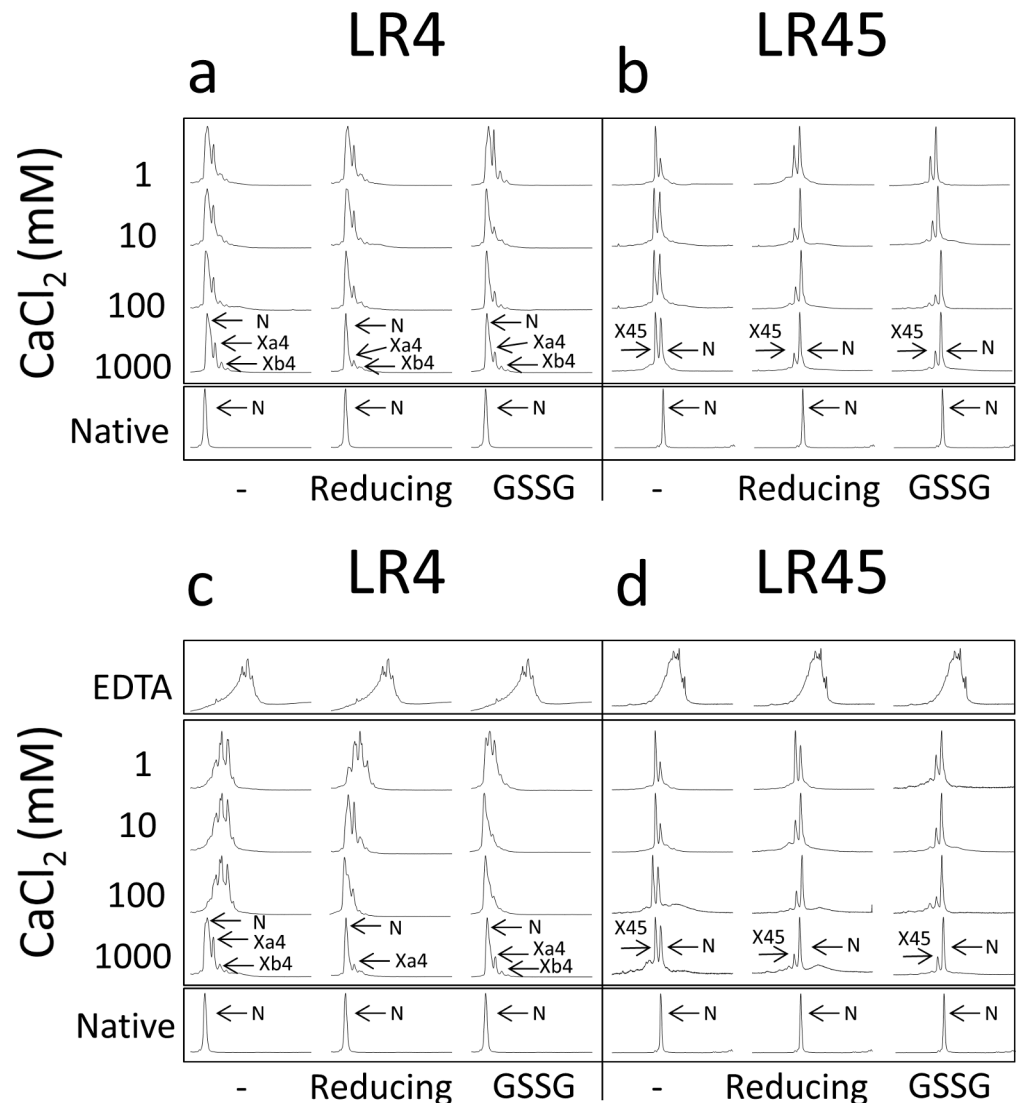 LR4 LR45
a b
CaCl2 (mM)
1
10
100
1000
N
Xa4
Xb4
N
Xa4
Xb4
N
Xa4
Xb4
X45
N
X45
N
X45
N
Native
N
N
N
N
N
N
- Reducing GSSG - Reducing GSSG
LR4 LR45
c d
EDTA
CaCl2 (mM)
1
10
100
1000
N
Xa4
Xb4
N
Xa4
N
Xa4
Xb4
X45
N
X45
N
X45
N
Native
N
N
N
N
N
N
- Reducing GSSG - Reducing GSSG